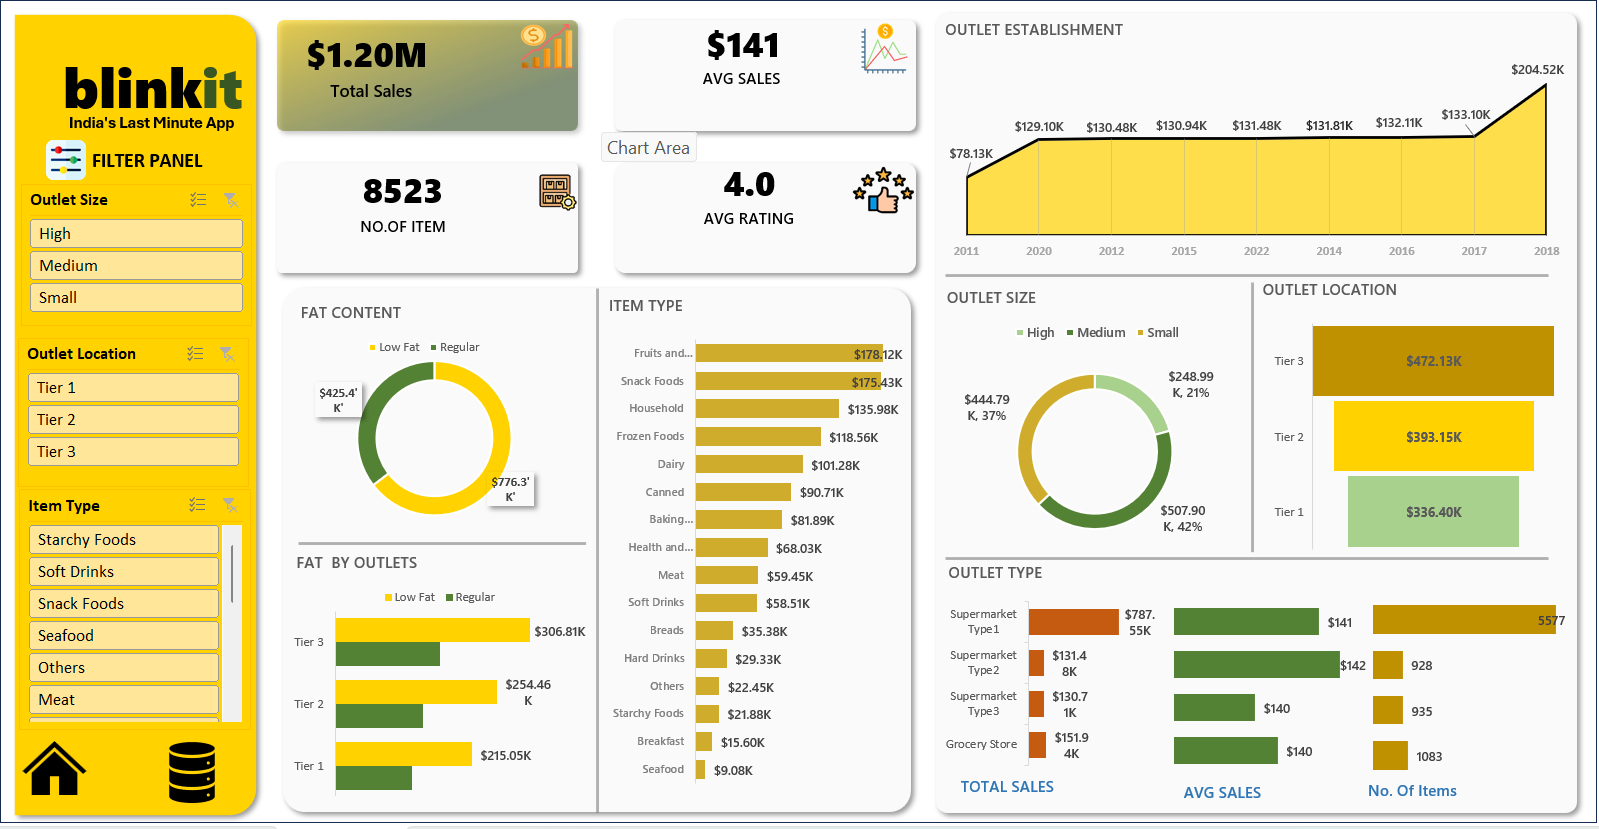 blinkit
India's Last Minute App
FILTER PANEL
Outlet Size
High
Medium
Small
Outlet Location
Tier 1
Tier 2
Tier 3
Item Type
Starchy Foods
Soft Drinks
Snack Foods
Seafood
Others
Meat
$1.20M
Total Sales
$141
AVG SALES
Chart Area
8523
NO.OF ITEM
4.0
AVG RATING
FAT CONTENT
Low Fat
Regular
$425.4'
K'
$776.3'
K'
FAT  BY OUTLETS
Low Fat
Regular
Tier 3
$306.81K
Tier 2
$254.46
K
Tier 1
$215.05K
ITEM TYPE
Fruits and...
$178.12K
Snack Foods
$175.43K
Household
$135.98K
Frozen Foods
$118.56K
Dairy
$101.28K
Canned
$90.71K
Baking...
$81.89K
Health and...
$68.03K
Meat
$59.45K
Soft Drinks
$58.51K
Breads
$35.38K
Hard Drinks
$29.33K
Others
$22.45K
Starchy Foods
$21.88K
Breakfast
$15.60K
Seafood
$9.08K
OUTLET ESTABLISHMENT
$78.13K
$129.10K
$130.48K
$130.94K
$131.48K
$131.81K
$132.11K
$133.10K
$204.52K
2011
2020
2012
2015
2022
2014
2016
2017
2018
OUTLET SIZE
High
Medium
Small
$248.99
K, 21%
$444.79
K, 37%
$507.90
K, 42%
OUTLET LOCATION
Tier 3
$472.13K
Tier 2
$393.15K
Tier 1
$336.40K
OUTLET TYPE
Supermarket
Type1
$787.
55K
Supermarket
Type2
$131.4
8K
Supermarket
Type3
$130.7
1K
Grocery Store
$151.9
4K
TOTAL SALES
$141
$142
$140
$140
AVG SALES
5577
928
935
1083
No. Of Items